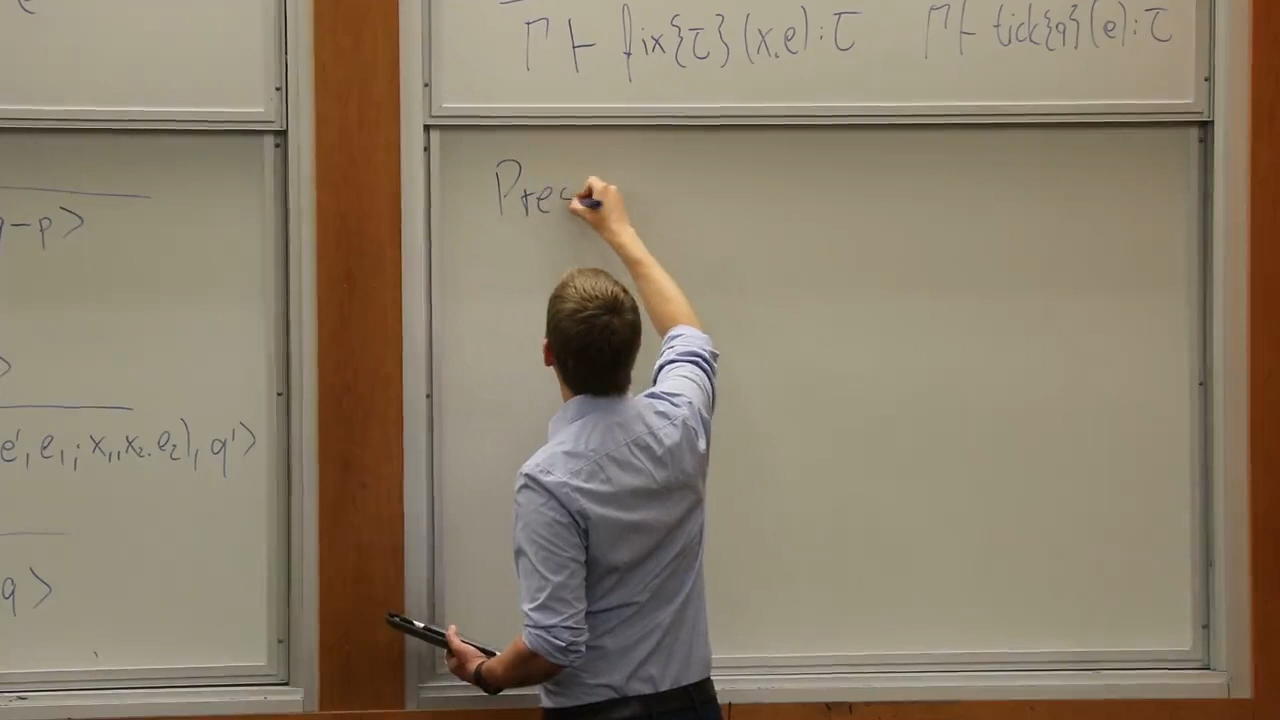 Γ ⊢ fix{τ}(x.e) : τ    Γ ⊢ tick{q}(e) : τ
Prec
q-p>
>
e', e₁; x₁, x₂. e₂), q'>
q>